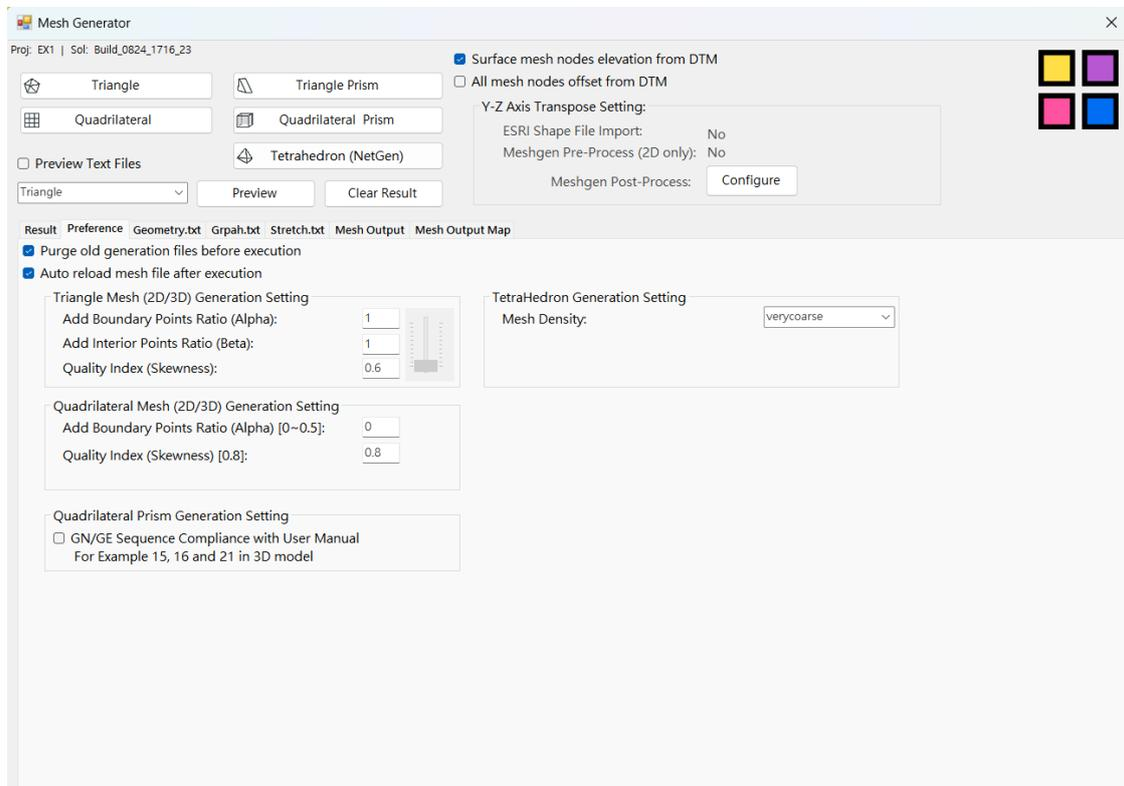 Mesh Generator
Proj: EX1 | Sol: Build_0824_1716_23
Surface mesh nodes elevation from DTM
All mesh nodes offset from DTM
Triangle
Triangle Prism
Quadrilateral
Quadrilateral Prism
Tetrahedron (NetGen)
Y-Z Axis Transpose Setting:
ESRI Shape File Import: No
Meshgen Pre-Process (2D only): No
Meshgen Post-Process: Configure
Preview Text Files
Triangle
Preview
Clear Result
Result Preference Geometry.txt Grpah.txt Stretch.txt Mesh Output Mesh Output Map
Purge old generation files before execution
Auto reload mesh file after execution
Triangle Mesh (2D/3D) Generation Setting
Add Boundary Points Ratio (Alpha): 1
Add Interior Points Ratio (Beta): 1
Quality Index (Skewness): 0.6
TetraHedron Generation Setting
Mesh Density: verycoarse
Quadrilateral Mesh (2D/3D) Generation Setting
Add Boundary Points Ratio (Alpha) [0~0.5]: 0
Quality Index (Skewness) [0.8]: 0.8
Quadrilateral Prism Generation Setting
GN/GE Sequence Compliance with User Manual
For Example 15, 16 and 21 in 3D model